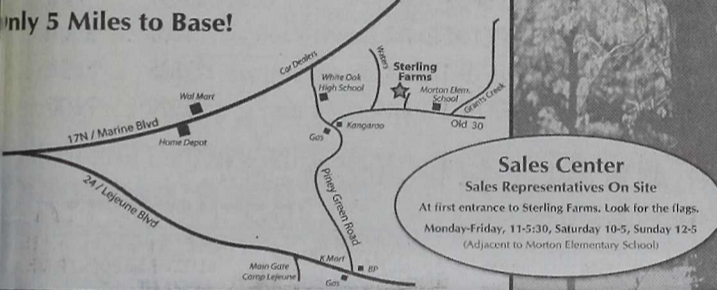 nly 5 Miles to Base!
Car Dealers
Waters
Sterling
Farms
White Oak
High School
Morton Elem.
School
Grants Creek
Wal Mart
Old 30
17N / Marine Blvd
Home Depot
Gas
Kangaroo
24 / Lejeune Blvd
Piney Green Road
Main Gate
Camp Lejeune
K Mart
BP
Gas
Sales Center
Sales Representatives On Site
At first entrance to Sterling Farms. Look for the flags.
Monday-Friday, 11-5:30, Saturday 10-5, Sunday 12-5
(Adjacent to Morton Elementary School)